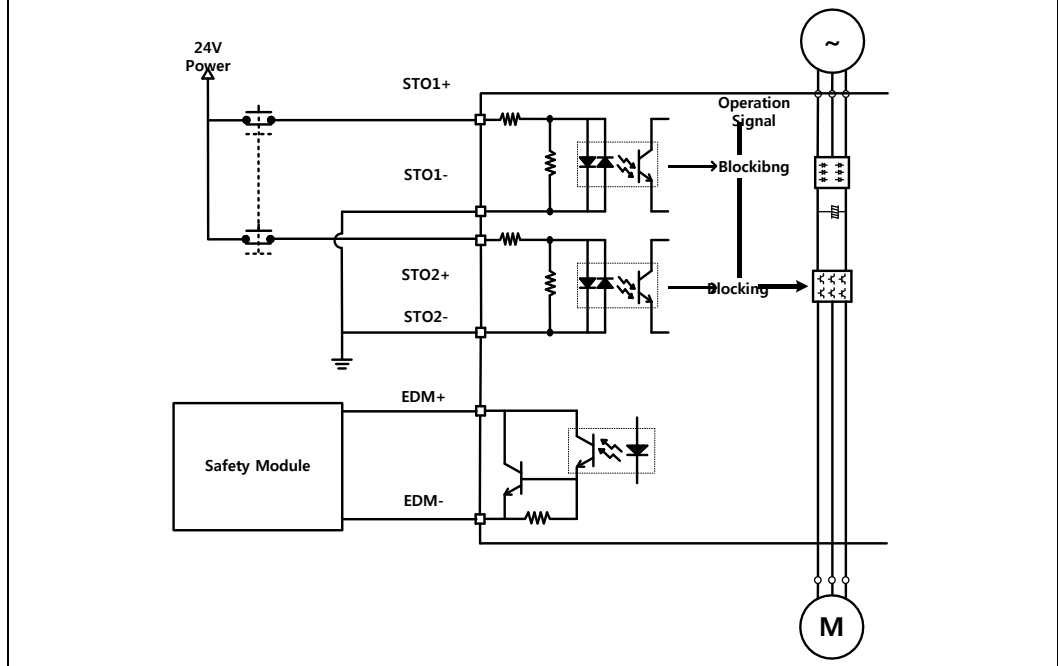 24V
Power
STO1+
Operation
Signal
~
STO1-
Blockibng
STO2+
Blocking
STO2-
EDM+
Safety Module
EDM-
M